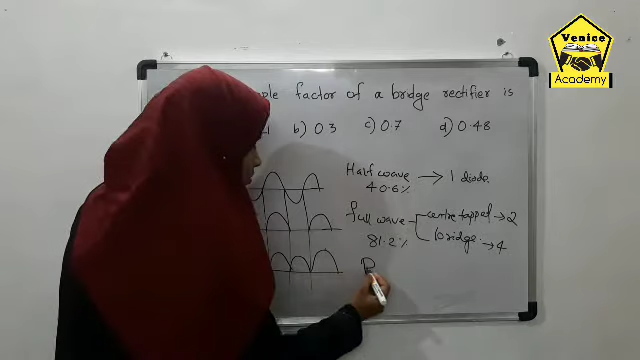 Venice
Academy
factor of a bridge rectifier is
b) 0.3 c) 0.7 d) 0.48
Half wave → 1 diode
40.6%
full wave centre tapped → 2
81.2% bridge → 4